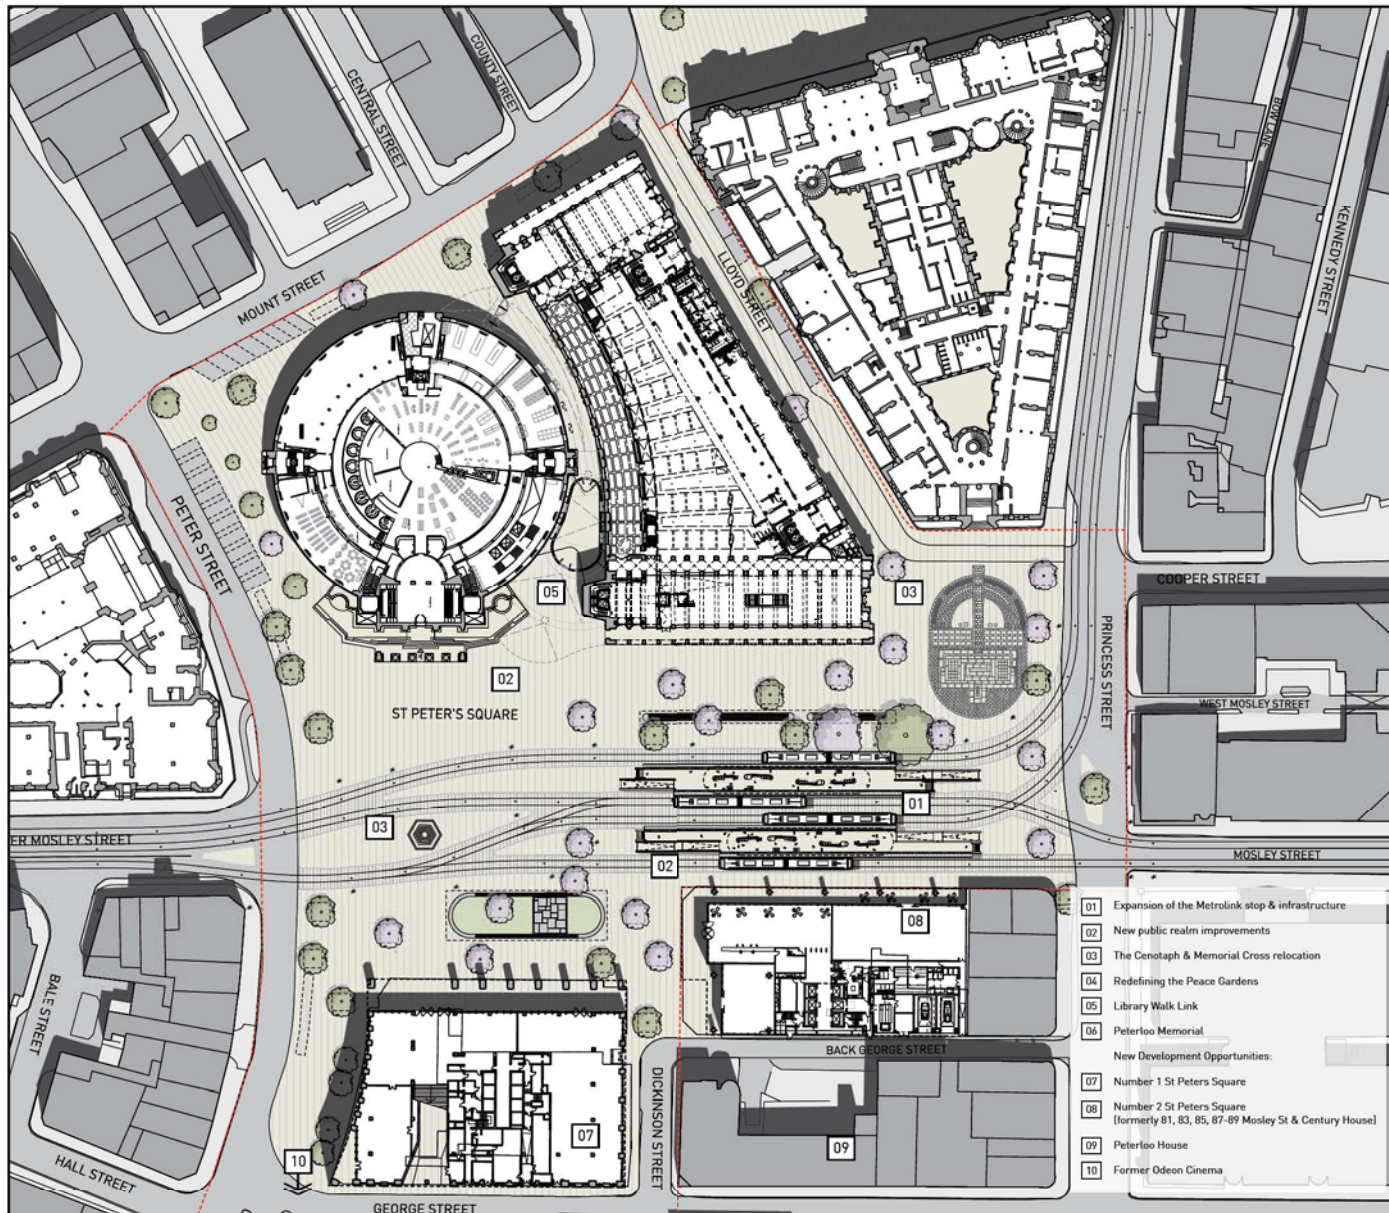 COUNTY STREET
CENTRAL STREET
BOW LANE
KENNEDY STREET
MOUNT STREET
LLOYD STREET
PETER STREET
COOPER STREET
05
03
PRINCESS STREET
02
WEST MOSLEY STREET
ST PETER'S SQUARE
01
03
ER MOSLEY STREET
02
MOSLEY STREET
08
BALE STREET
BACK GEORGE STREET
DICKINSON STREET
07
09
10
HALL STREET
GEORGE STREET
01 Expansion of the Metrolink stop & infrastructure
02 New public realm improvements
03 The Cenotaph & Memorial Cross relocation
04 Redefining the Peace Gardens
05 Library Walk Link
06 Peterloo Memorial
New Development Opportunities:
07 Number 1 St Peters Square
08 Number 2 St Peters Square
[formerly 81, 83, 85, 87-89 Mosley St & Century House]
09 Peterloo House
10 Former Odeon Cinema